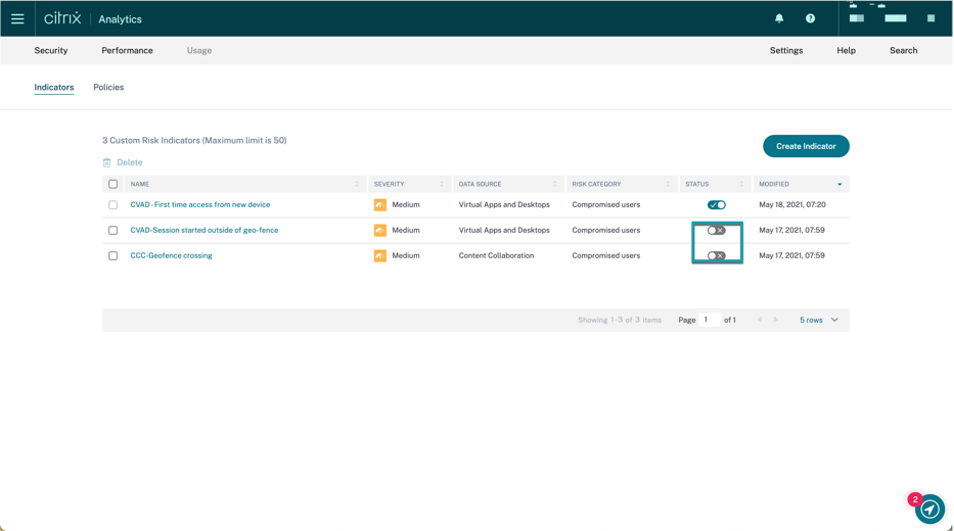 citrix | Analytics
Security Performance Usage Settings Help Search
Indicators Policies
3 Custom Risk Indicators (Maximum limit is 50)
Create Indicator
Delete
NAME SEVERITY DATA SOURCE RISK CATEGORY STATUS MODIFIED
CVAD - First time access from new device Medium Virtual Apps and Desktops Compromised users May 18, 2021, 07:20
CVAD-Session started outside of geo-fence Medium Virtual Apps and Desktops Compromised users May 17, 2021, 07:59
CCC-Geofence crossing Medium Content Collaboration Compromised users May 17, 2021, 07:59
Showing 1-3 of 3 items Page 1 of 1 5 rows
2